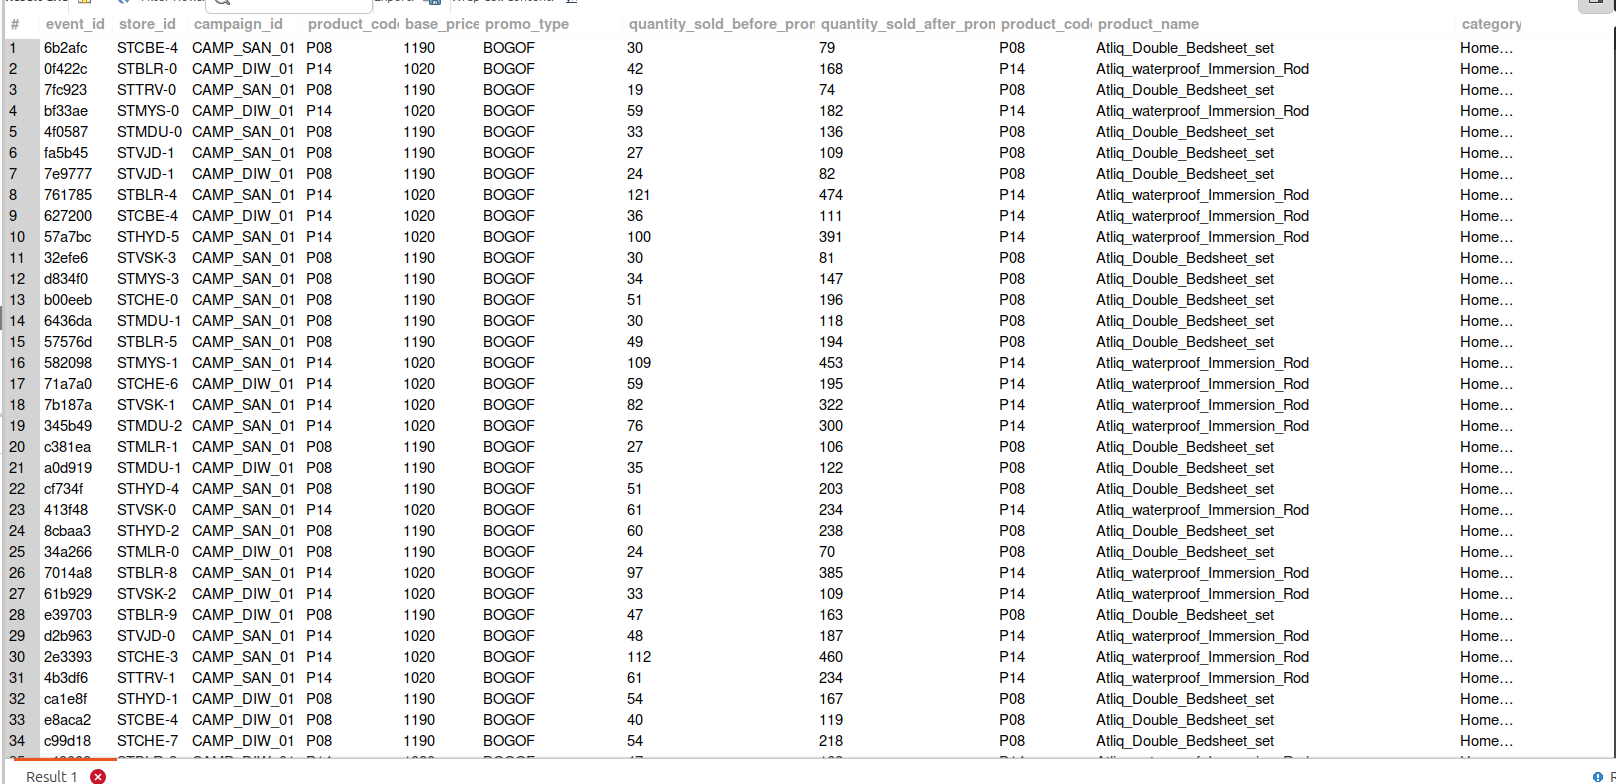 # event_id store_id campaign_id product_code base_price promo_type quantity_sold_before_pron quantity_sold_after_pron product_code product_name category
1 6b2afc STCBE-4 CAMP_SAN_01 P08 1190 BOGOF 30 79 P08 Atliq_Double_Bedsheet_set Home...
2 0f422c STBLR-0 CAMP_DIW_01 P14 1020 BOGOF 42 168 P14 Atliq_waterproof_Immersion_Rod Home...
3 7fc923 STTRV-0 CAMP_SAN_01 P08 1190 BOGOF 19 74 P08 Atliq_Double_Bedsheet_set Home...
4 bf33ae STMYS-0 CAMP_DIW_01 P14 1020 BOGOF 59 182 P14 Atliq_waterproof_Immersion_Rod Home...
5 4f0587 STMDU-0 CAMP_SAN_01 P08 1190 BOGOF 33 136 P08 Atliq_Double_Bedsheet_set Home...
6 fa5b45 STVJD-1 CAMP_SAN_01 P08 1190 BOGOF 27 109 P08 Atliq_Double_Bedsheet_set Home...
7 7e9777 STVJD-1 CAMP_DIW_01 P08 1190 BOGOF 24 82 P08 Atliq_Double_Bedsheet_set Home...
8 761785 STBLR-4 CAMP_SAN_01 P14 1020 BOGOF 121 474 P14 Atliq_waterproof_Immersion_Rod Home...
9 627200 STCBE-4 CAMP_DIW_01 P14 1020 BOGOF 36 111 P14 Atliq_waterproof_Immersion_Rod Home...
10 57a7bc STHYD-5 CAMP_SAN_01 P14 1020 BOGOF 100 391 P14 Atliq_waterproof_Immersion_Rod Home...
11 32efe6 STVSK-3 CAMP_SAN_01 P08 1190 BOGOF 30 81 P08 Atliq_Double_Bedsheet_set Home...
12 d834f0 STMYS-3 CAMP_SAN_01 P08 1190 BOGOF 34 147 P08 Atliq_Double_Bedsheet_set Home...
13 b00eeb STCHE-0 CAMP_SAN_01 P08 1190 BOGOF 51 196 P08 Atliq_Double_Bedsheet_set Home...
14 6436da STMDU-1 CAMP_SAN_01 P08 1190 BOGOF 30 118 P08 Atliq_Double_Bedsheet_set Home...
15 57576d STBLR-5 CAMP_SAN_01 P08 1190 BOGOF 49 194 P08 Atliq_Double_Bedsheet_set Home...
16 582098 STMYS-1 CAMP_SAN_01 P14 1020 BOGOF 109 453 P14 Atliq_waterproof_Immersion_Rod Home...
17 71a7a0 STCHE-6 CAMP_DIW_01 P14 1020 BOGOF 59 195 P14 Atliq_waterproof_Immersion_Rod Home...
18 7b187a STVSK-1 CAMP_SAN_01 P14 1020 BOGOF 82 322 P14 Atliq_waterproof_Immersion_Rod Home...
19 345b49 STMDU-2 CAMP_SAN_01 P14 1020 BOGOF 76 300 P14 Atliq_waterproof_Immersion_Rod Home...
20 c381ea STMLR-1 CAMP_SAN_01 P08 1190 BOGOF 27 106 P08 Atliq_Double_Bedsheet_set Home...
21 a0d919 STMDU-1 CAMP_DIW_01 P08 1190 BOGOF 35 122 P08 Atliq_Double_Bedsheet_set Home...
22 cf734f STHYD-4 CAMP_SAN_01 P08 1190 BOGOF 51 203 P08 Atliq_Double_Bedsheet_set Home...
23 413f48 STVSK-0 CAMP_SAN_01 P14 1020 BOGOF 61 234 P14 Atliq_waterproof_Immersion_Rod Home...
24 8cbaa3 STHYD-2 CAMP_SAN_01 P08 1190 BOGOF 60 238 P08 Atliq_Double_Bedsheet_set Home...
25 34a266 STMLR-0 CAMP_DIW_01 P08 1190 BOGOF 24 70 P08 Atliq_Double_Bedsheet_set Home...
26 7014a8 STBLR-8 CAMP_SAN_01 P14 1020 BOGOF 97 385 P14 Atliq_waterproof_Immersion_Rod Home...
27 61b929 STVSK-2 CAMP_DIW_01 P14 1020 BOGOF 33 109 P14 Atliq_waterproof_Immersion_Rod Home...
28 e39703 STBLR-9 CAMP_DIW_01 P08 1190 BOGOF 47 163 P08 Atliq_Double_Bedsheet_set Home...
29 d2b963 STVJD-0 CAMP_SAN_01 P14 1020 BOGOF 48 187 P14 Atliq_waterproof_Immersion_Rod Home...
30 2e3393 STCHE-3 CAMP_SAN_01 P14 1020 BOGOF 112 460 P14 Atliq_waterproof_Immersion_Rod Home...
31 4b3df6 STTRV-1 CAMP_SAN_01 P14 1020 BOGOF 61 234 P14 Atliq_waterproof_Immersion_Rod Home...
32 ca1e8f STHYD-1 CAMP_DIW_01 P08 1190 BOGOF 54 167 P08 Atliq_Double_Bedsheet_set Home...
33 e8aca2 STCBE-4 CAMP_DIW_01 P08 1190 BOGOF 40 119 P08 Atliq_Double_Bedsheet_set Home...
34 c99d18 STCHE-7 CAMP_DIW_01 P08 1190 BOGOF 54 218 P08 Atliq_Double_Bedsheet_set Home...
Result 1